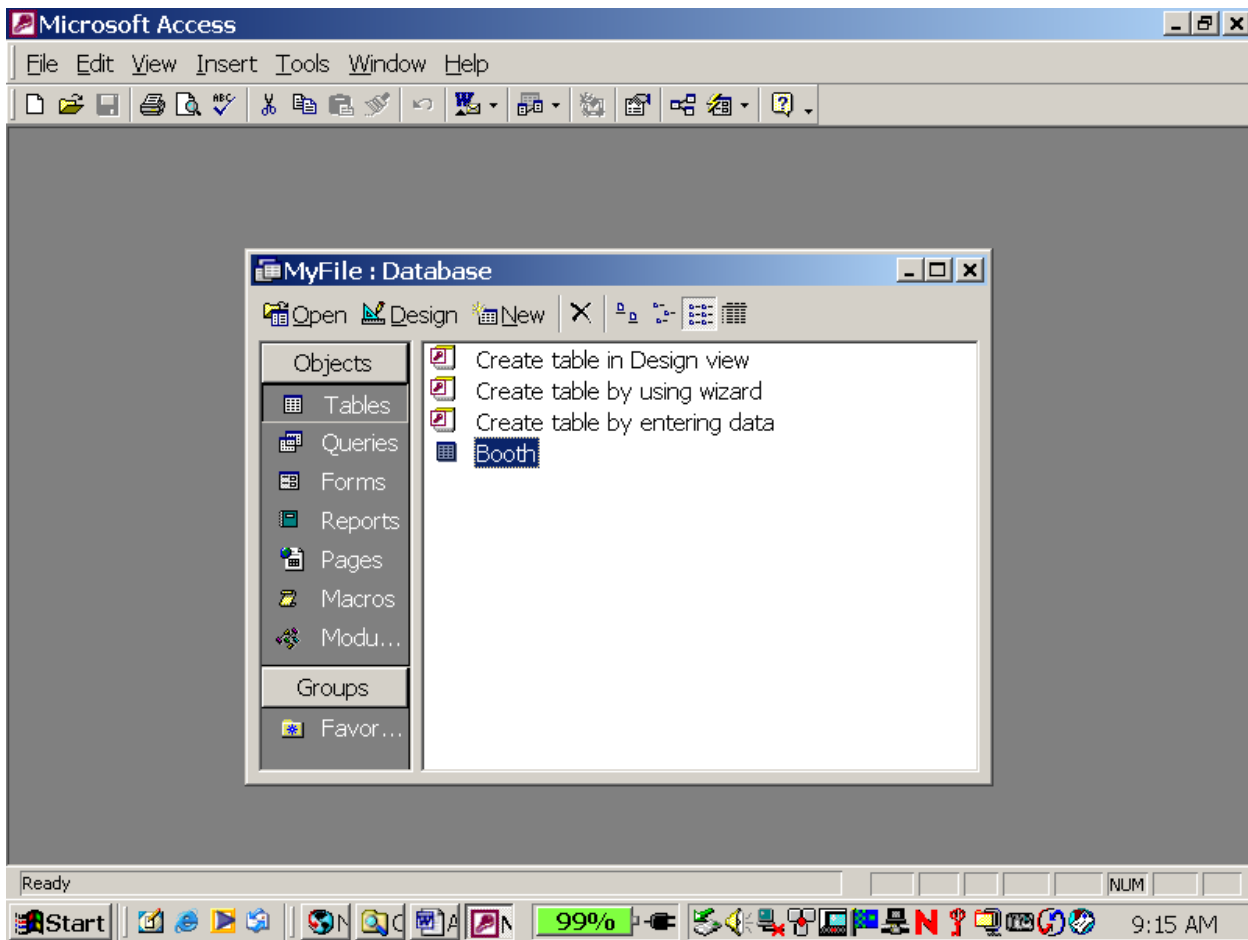 Microsoft Access
File Edit View Insert Tools Window Help
ABC
W
?
MyFile : Database
Open Design New
Objects
Tables
Queries
Forms
Reports
Pages
Macros
Modu...
Groups
Favor...
Create table in Design view
Create table by using wizard
Create table by entering data
Booth
Ready
NUM
Start
N
A
N
99%
N
9:15 AM